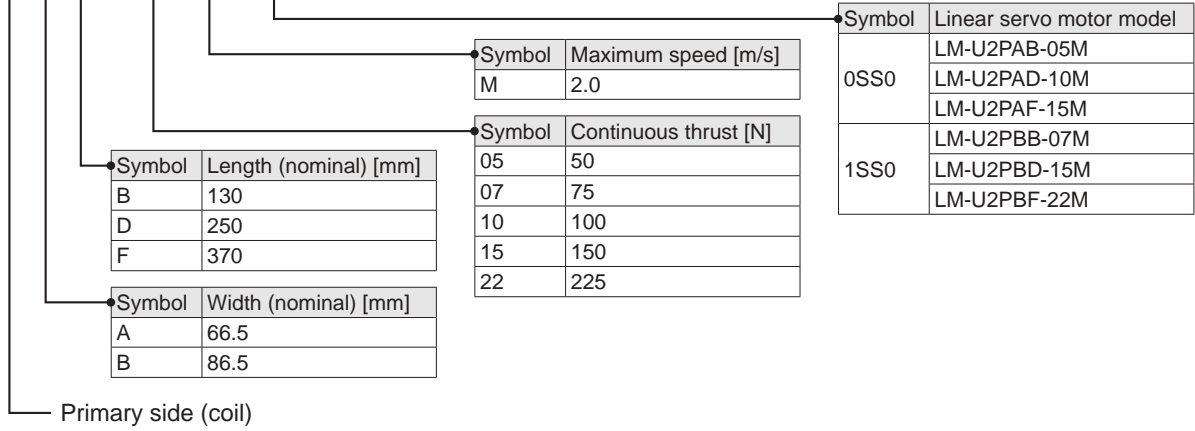 Symbol Linear servo motor model
0SS0 LM-U2PAB-05M
LM-U2PAD-10M
LM-U2PAF-15M
1SS0 LM-U2PBB-07M
LM-U2PBD-15M
LM-U2PBF-22M
Symbol Maximum speed [m/s]
M 2.0
Symbol Continuous thrust [N]
05 50
07 75
10 100
15 150
22 225
Symbol Length (nominal) [mm]
B 130
D 250
F 370
Symbol Width (nominal) [mm]
A 66.5
B 86.5
Primary side (coil)